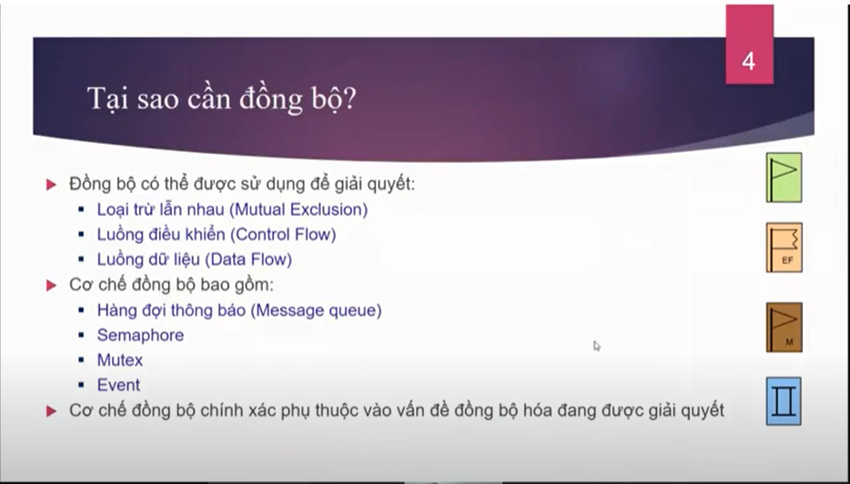 4
Tại sao cần đồng bộ?
Đồng bộ có thể được sử dụng để giải quyết:
Loại trừ lẫn nhau (Mutual Exclusion)
Luồng điều khiển (Control Flow)
Luồng dữ liệu (Data Flow)
Cơ chế đồng bộ bao gồm:
Hàng đợi thông báo (Message queue)
Semaphore
Mutex
Event
Cơ chế đồng bộ chính xác phụ thuộc vào vấn đề đồng bộ hóa đang được giải quyết
EF
M